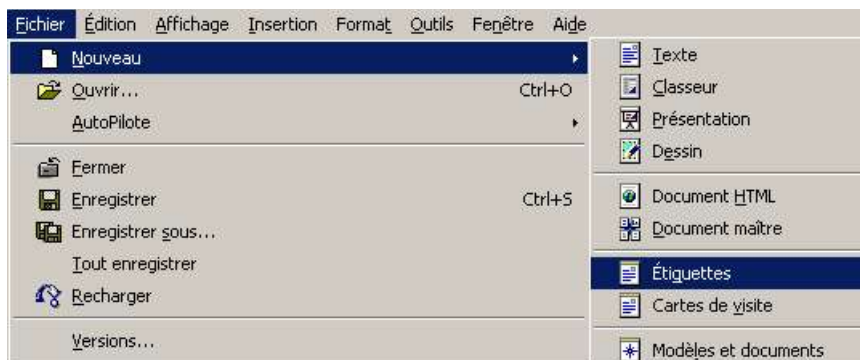 Fichier Édition Affichage Insertion Format Outils Fenêtre Aide
Nouveau
Ouvrir... Ctrl+O
AutoPilote
Fermer
Enregistrer Ctrl+S
Enregistrer sous...
Tout enregistrer
Recharger
Versions...
Texte
Classeur
Présentation
Dessin
Document HTML
Document maître
Étiquettes
Cartes de visite
Modèles et documents